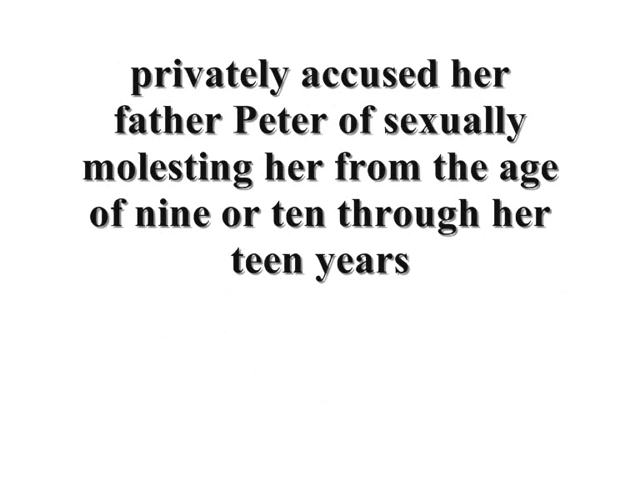 privately accused her
father Peter of sexually
molesting her from the age
of nine or ten through her
teen years